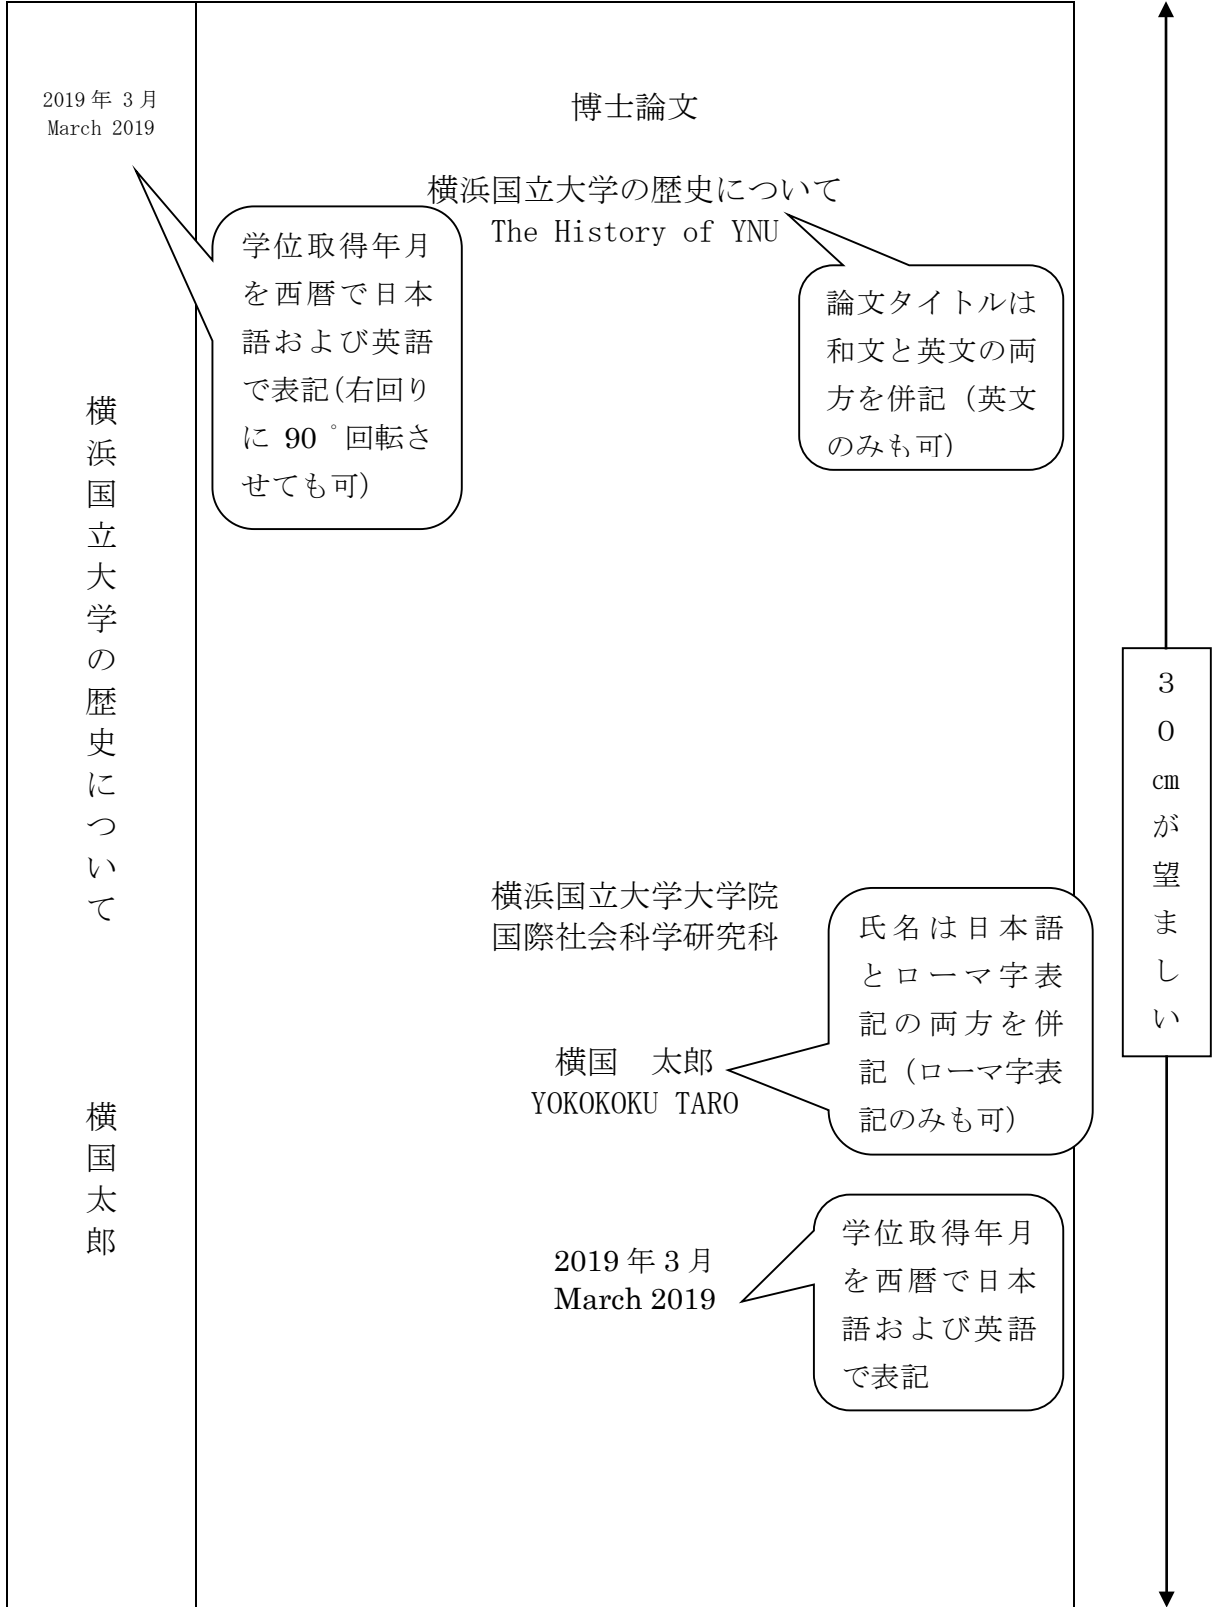 2019年 3月
March 2019
横浜国立大学の歴史について
横国太郎
博士論文
横浜国立大学の歴史について
The History of YNU
学位取得年月
を西暦で日本
語および英語
で表記(右回り
に 90゜回転さ
せても可)
論文タイトルは
和文と英文の両
方を併記（英文
のみも可）
横浜国立大学大学院
国際社会科学研究科
横国　太郎
YOKOKOKU TARO
氏名は日本語
とローマ字表
記の両方を併
記（ローマ字表
記のみも可）
2019年3月
March 2019
学位取得年月
を西暦で日本
語および英語
で表記
３０㎝が望ましい